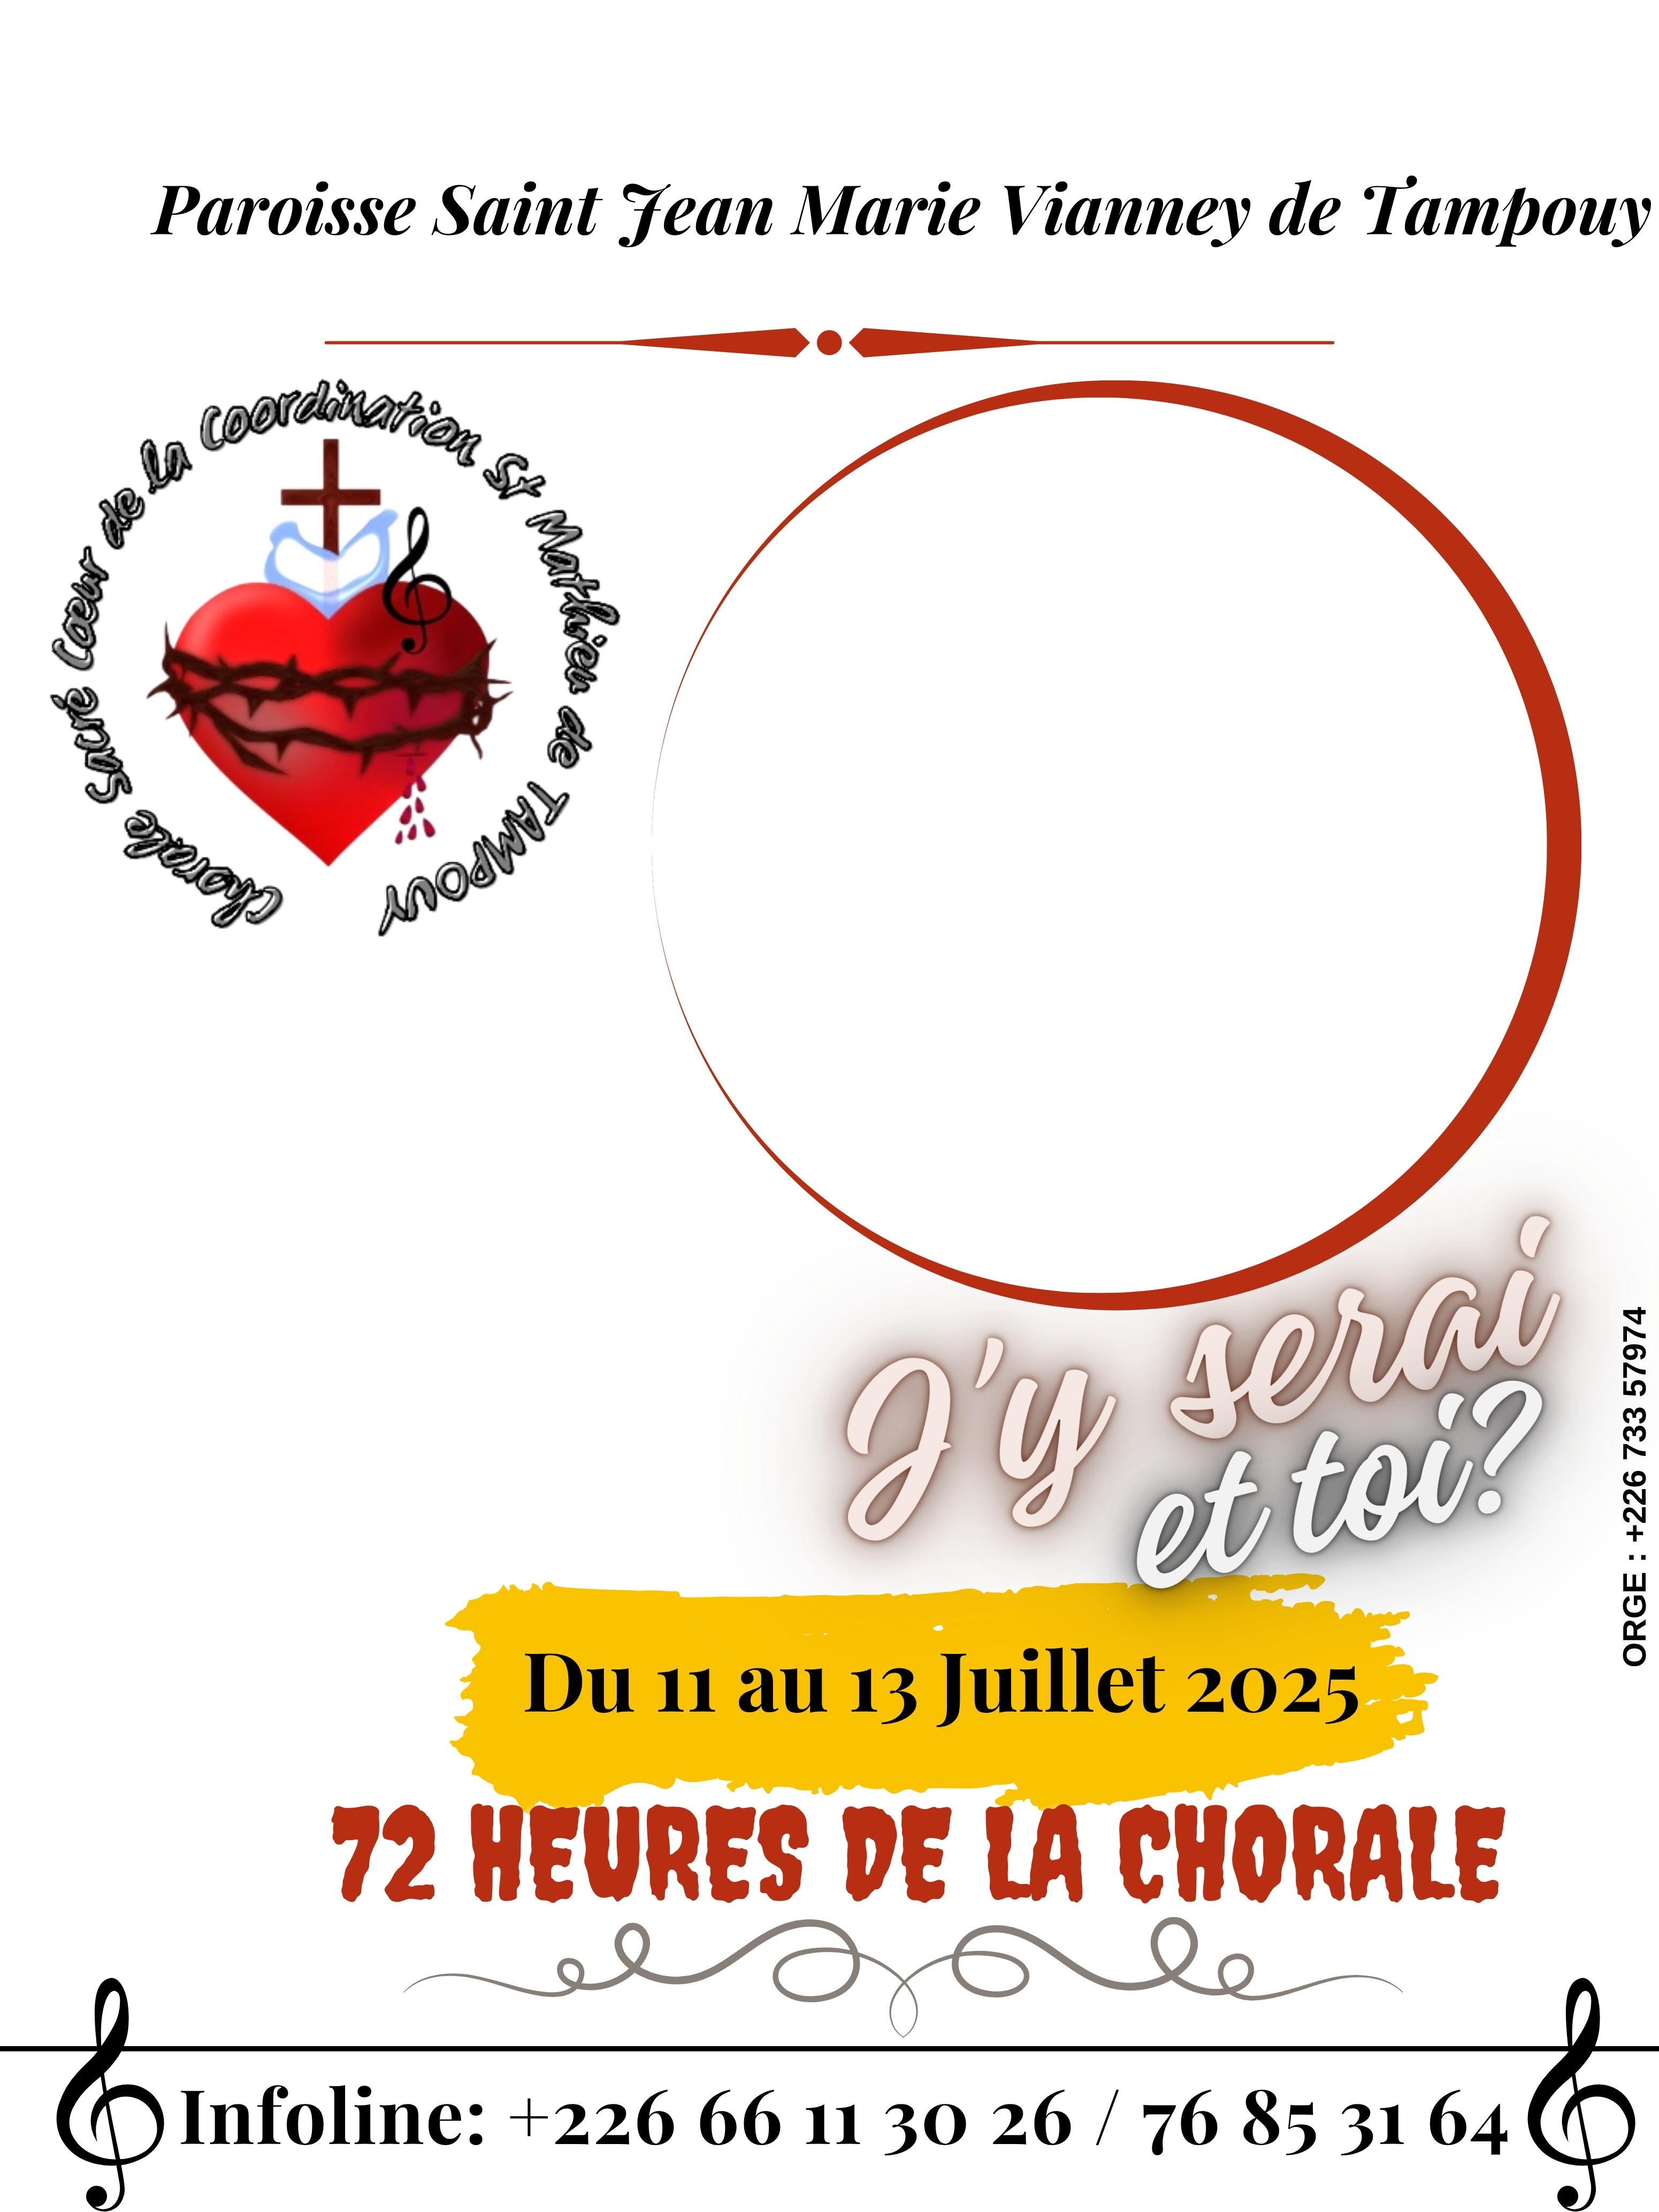 Paroisse Saint Jean Marie Vianney de Tampouy
Chorale Sacré Cœur de la Coordination St Mathieu de TAMPOUY
J'y serai
et toi?
ORGE : +226 733 57974
Du 11 au 13 Juillet 2025
72 HEURES DE LA CHORALE
Infoline: +226 66 11 30 26 / 76 85 31 64